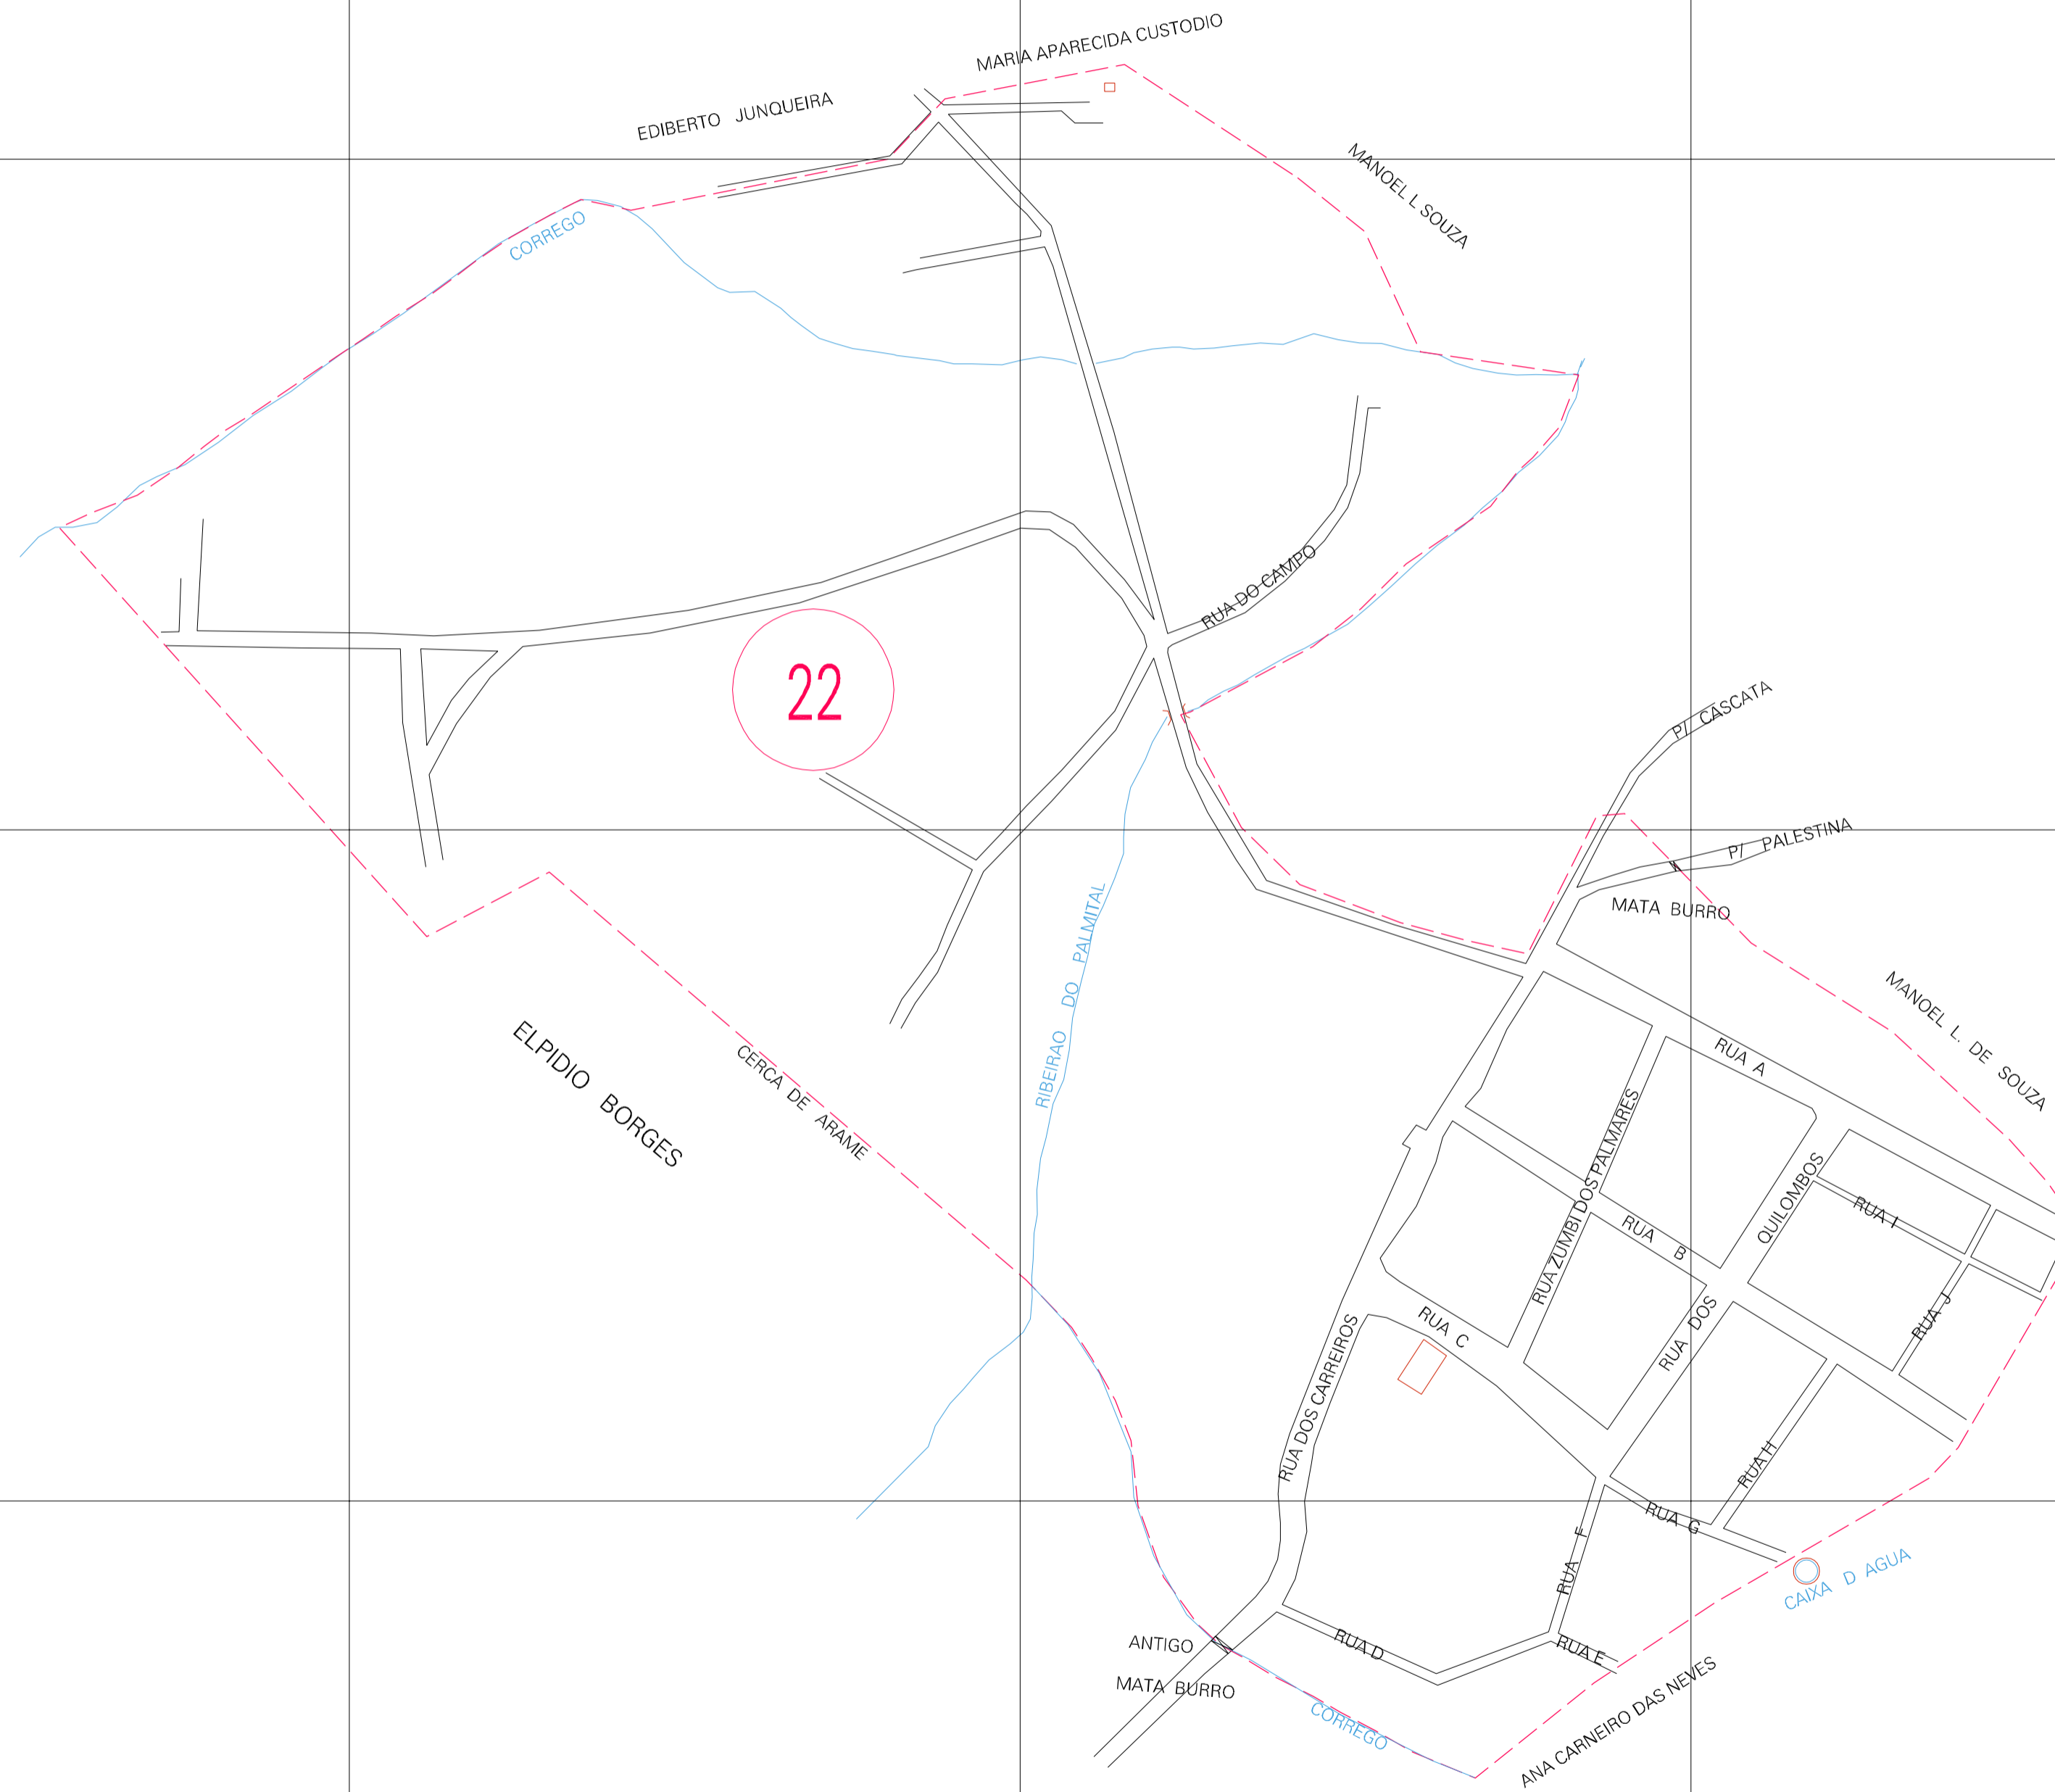 MARIA APARECIDA CUSTODIO
EDIBERTO JUNQUEIRA
MANOEL L SOUZA
CORREGO
RUA DO CAMPO
22
P/ CASCATA
P/ PALESTINA
MATA BURRO
RIBEIRAO DO PALMITAL
MANOEL L. DE SOUZA
ELPIDIO BORGES
CERCA DE ARAME
RUA A
RUA ZUMBI DOS PALMARES
RUA B
RUA DOS QUILOMBOS
RUA I
RUA J
RUA C
RUA DOS CARREIROS
RUA H
RUA G
RUA F
CAIXA D AGUA
RUA D
RUA E
ANTIGO
MATA BURRO
CORREGO
ANA CARNEIRO DAS NEVES